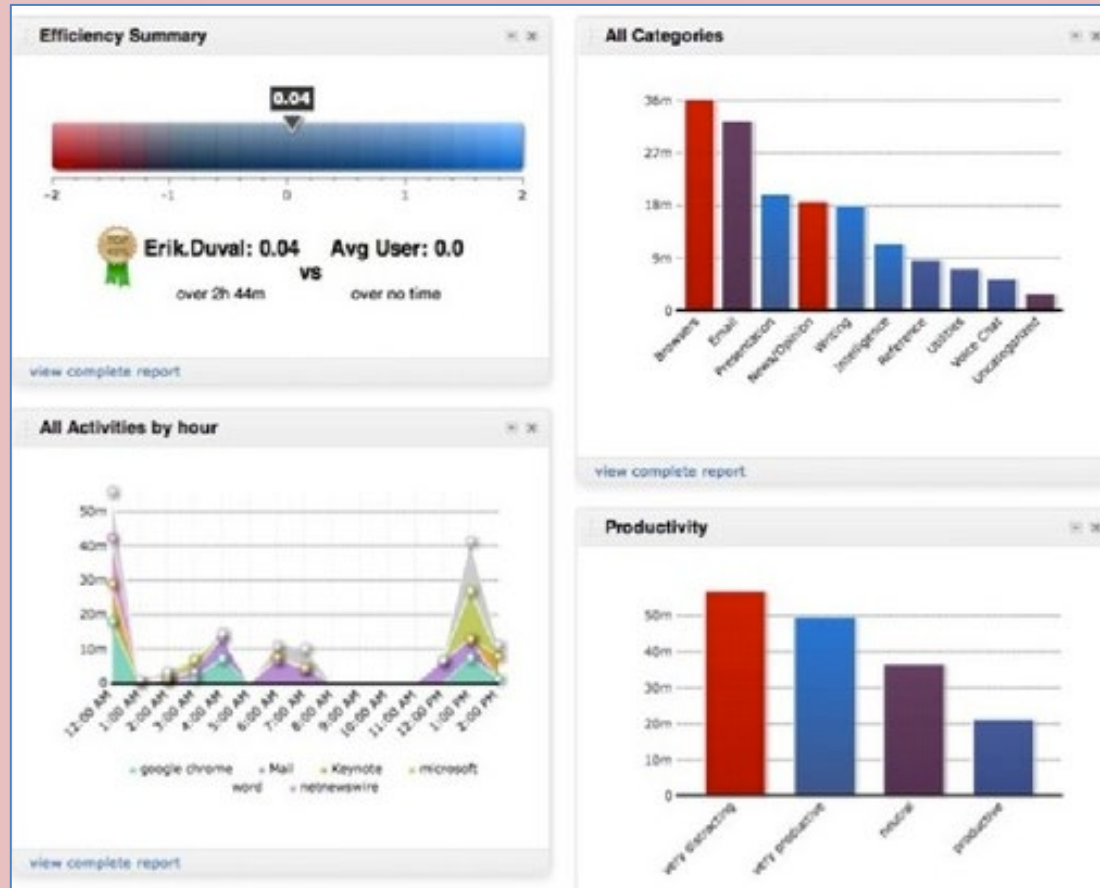 Efficiency Summary
0.04
-2 -1 0 1 2
Erik.Duval: 0.04 vs Avg User: 0.0
over 2h 44m over no time
view complete report
All Activities by hour
50m
40m
30m
20m
10m
0
12:00 AM 1:00 AM 2:00 AM 3:00 AM 4:00 AM 5:00 AM 6:00 AM 7:00 AM 8:00 AM 9:00 AM 10:00 AM 11:00 AM 12:00 PM 1:00 PM 2:00 PM
google chrome Mail Keynote microsoft
word netnewswire
view complete report
All Categories
36m
27m
18m
9m
0
Browsers Email Presentation News/Opinion Writing Intelligence Reference Utilities Voice Chat Uncategorized
view complete report
Productivity
50m
40m
30m
20m
10m
0
very distracting very productive neutral productive